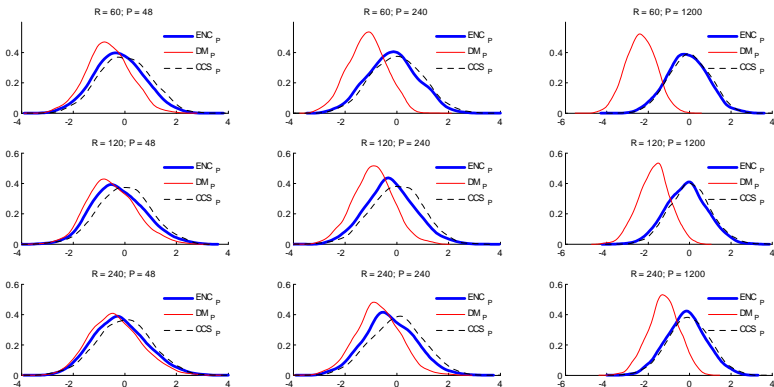 R = 60; P = 48
R = 60; P = 240
R = 60; P = 1200
ENC P
DM P
CCS P
ENC P
DM P
CCS P
ENC P
DM P
CCS P
0.4
0.2
0
0.4
0.2
0
0.4
0.2
0
-4 -2 0 2 4
-4 -2 0 2 4
-6 -4 -2 0 2 4
R = 120; P = 48
R = 120; P = 240
R = 120; P = 1200
ENC P
DM P
CCS P
ENC P
DM P
CCS P
ENC P
DM P
CCS P
0.6
0.4
0.2
0
0.6
0.4
0.2
0
0.6
0.4
0.2
0
-4 -2 0 2 4
-4 -2 0 2 4
-6 -4 -2 0 2 4
R = 240; P = 48
R = 240; P = 240
R = 240; P = 1200
ENC P
DM P
CCS P
ENC P
DM P
CCS P
ENC P
DM P
CCS P
0.6
0.4
0.2
0
0.6
0.4
0.2
0
0.6
0.4
0.2
0
-4 -2 0 2 4
-4 -2 0 2 4
-6 -4 -2 0 2 4